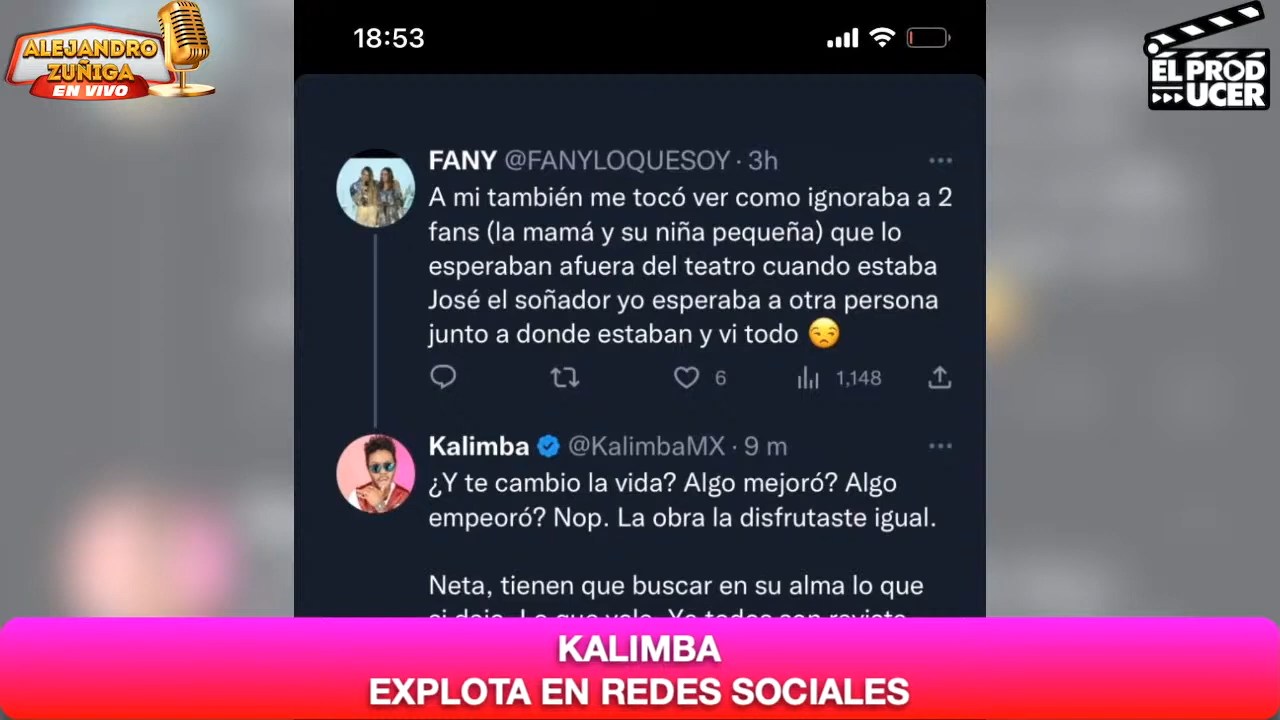 ALEJANDRO
ZUÑIGA
EN VIVO
18:53
EL PROD
UCER
FANY @FANYLOQUESOY · 3h
A mi también me tocó ver como ignoraba a 2
fans (la mamá y su niña pequeña) que lo
esperaban afuera del teatro cuando estaba
José el soñador yo esperaba a otra persona
junto a donde estaban y vi todo 😒
6 1,148
Kalimba @KalimbaMX · 9 m
¿Y te cambio la vida? Algo mejoró? Algo
empeoró? Nop. La obra la disfrutaste igual.
Neta, tienen que buscar en su alma lo que
KALIMBA
EXPLOTA EN REDES SOCIALES